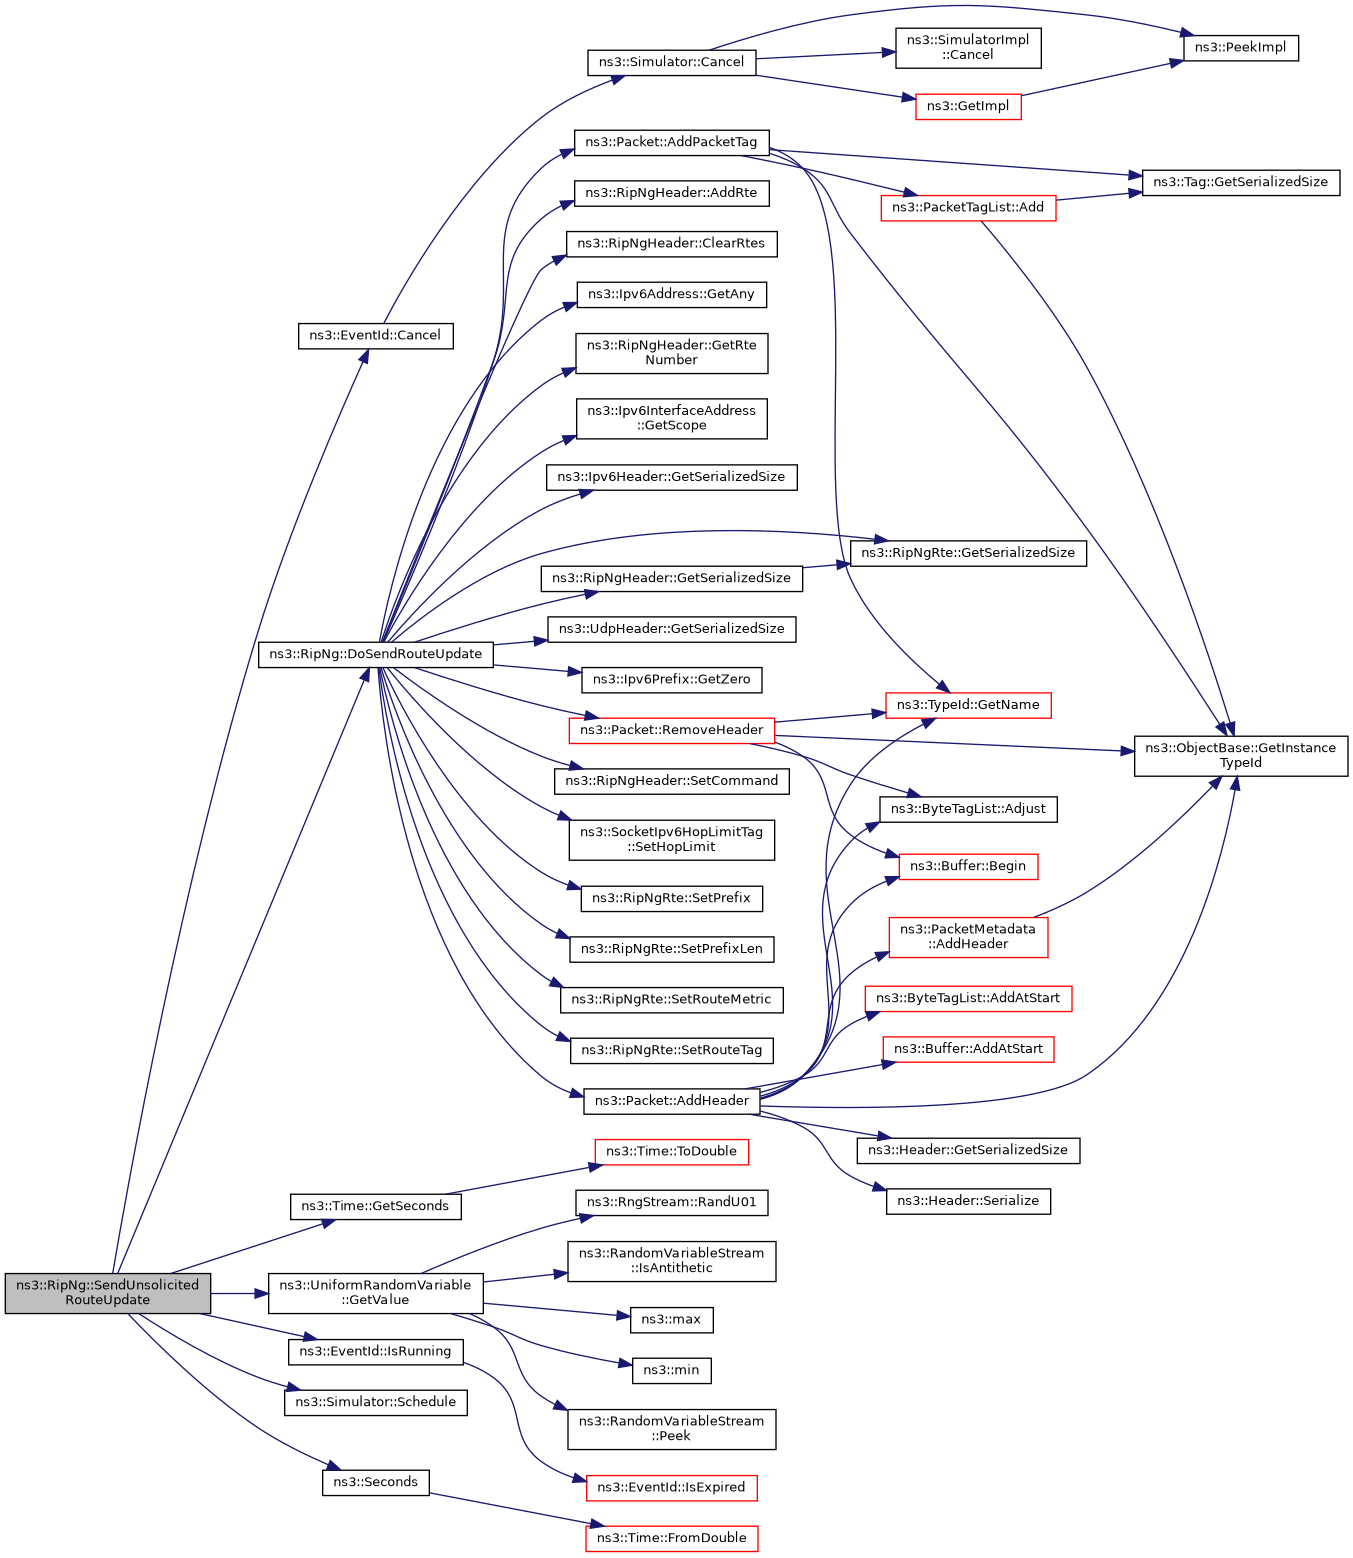 ns3::RipNg::SendUnsolicited
RouteUpdate
ns3::EventId::Cancel
ns3::RipNg::DoSendRouteUpdate
ns3::Time::GetSeconds
ns3::UniformRandomVariable
::GetValue
ns3::EventId::IsRunning
ns3::Simulator::Schedule
ns3::Seconds
ns3::Simulator::Cancel
ns3::Packet::AddPacketTag
ns3::RipNgHeader::AddRte
ns3::RipNgHeader::ClearRtes
ns3::Ipv6Address::GetAny
ns3::RipNgHeader::GetRte
Number
ns3::Ipv6InterfaceAddress
::GetScope
ns3::Ipv6Header::GetSerializedSize
ns3::RipNgHeader::GetSerializedSize
ns3::UdpHeader::GetSerializedSize
ns3::Ipv6Prefix::GetZero
ns3::Packet::RemoveHeader
ns3::RipNgHeader::SetCommand
ns3::SocketIpv6HopLimitTag
::SetHopLimit
ns3::RipNgRte::SetPrefix
ns3::RipNgRte::SetPrefixLen
ns3::RipNgRte::SetRouteMetric
ns3::RipNgRte::SetRouteTag
ns3::Packet::AddHeader
ns3::Time::ToDouble
ns3::RngStream::RandU01
ns3::RandomVariableStream
::IsAntithetic
ns3::max
ns3::min
ns3::RandomVariableStream
::Peek
ns3::EventId::IsExpired
ns3::Time::FromDouble
ns3::SimulatorImpl
::Cancel
ns3::GetImpl
ns3::PacketTagList::Add
ns3::RipNgRte::GetSerializedSize
ns3::TypeId::GetName
ns3::ByteTagList::Adjust
ns3::Buffer::Begin
ns3::PacketMetadata
::AddHeader
ns3::ByteTagList::AddAtStart
ns3::Buffer::AddAtStart
ns3::Header::GetSerializedSize
ns3::Header::Serialize
ns3::PeekImpl
ns3::Tag::GetSerializedSize
ns3::ObjectBase::GetInstance
TypeId